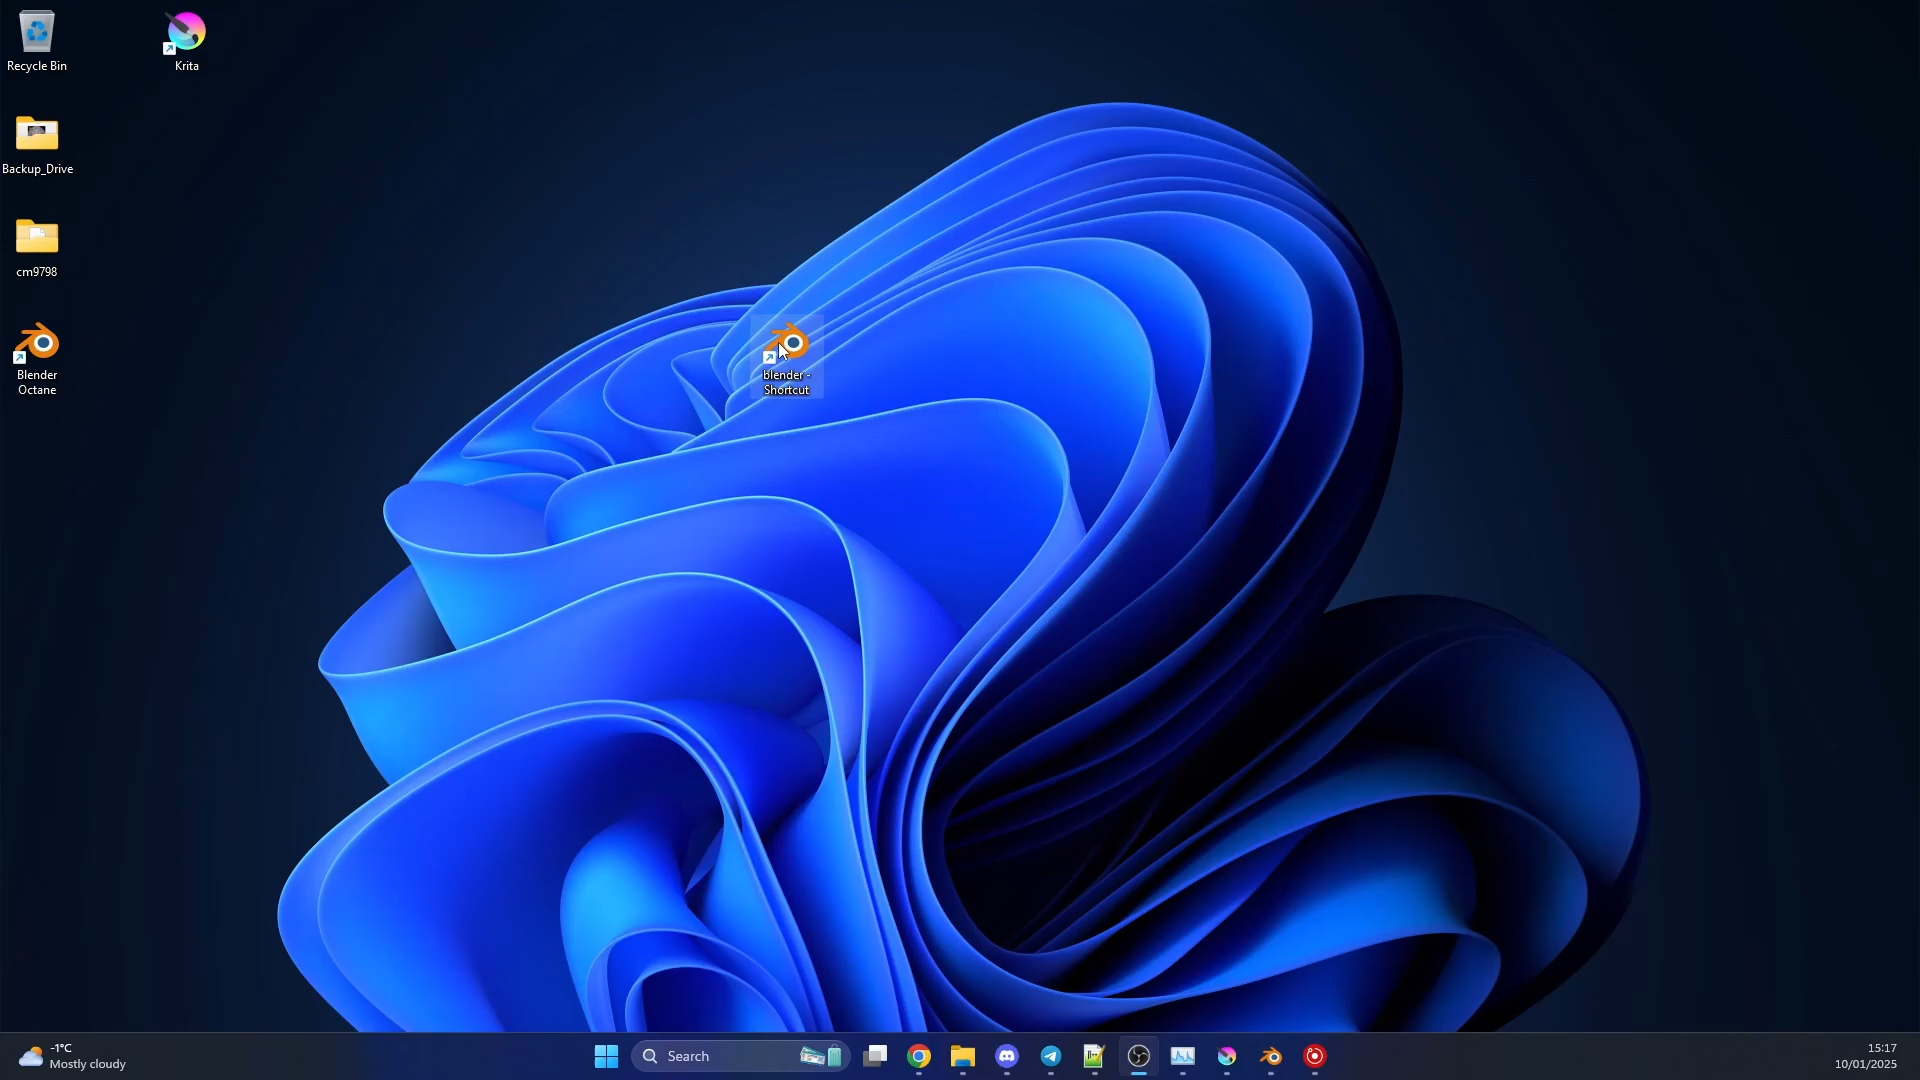 Recycle Bin
Krita
Backup_Drive
cm9798
Blender
Octane
blender -
Shortcut
-1°C
Mostly cloudy
Search
15:17
10/01/2025